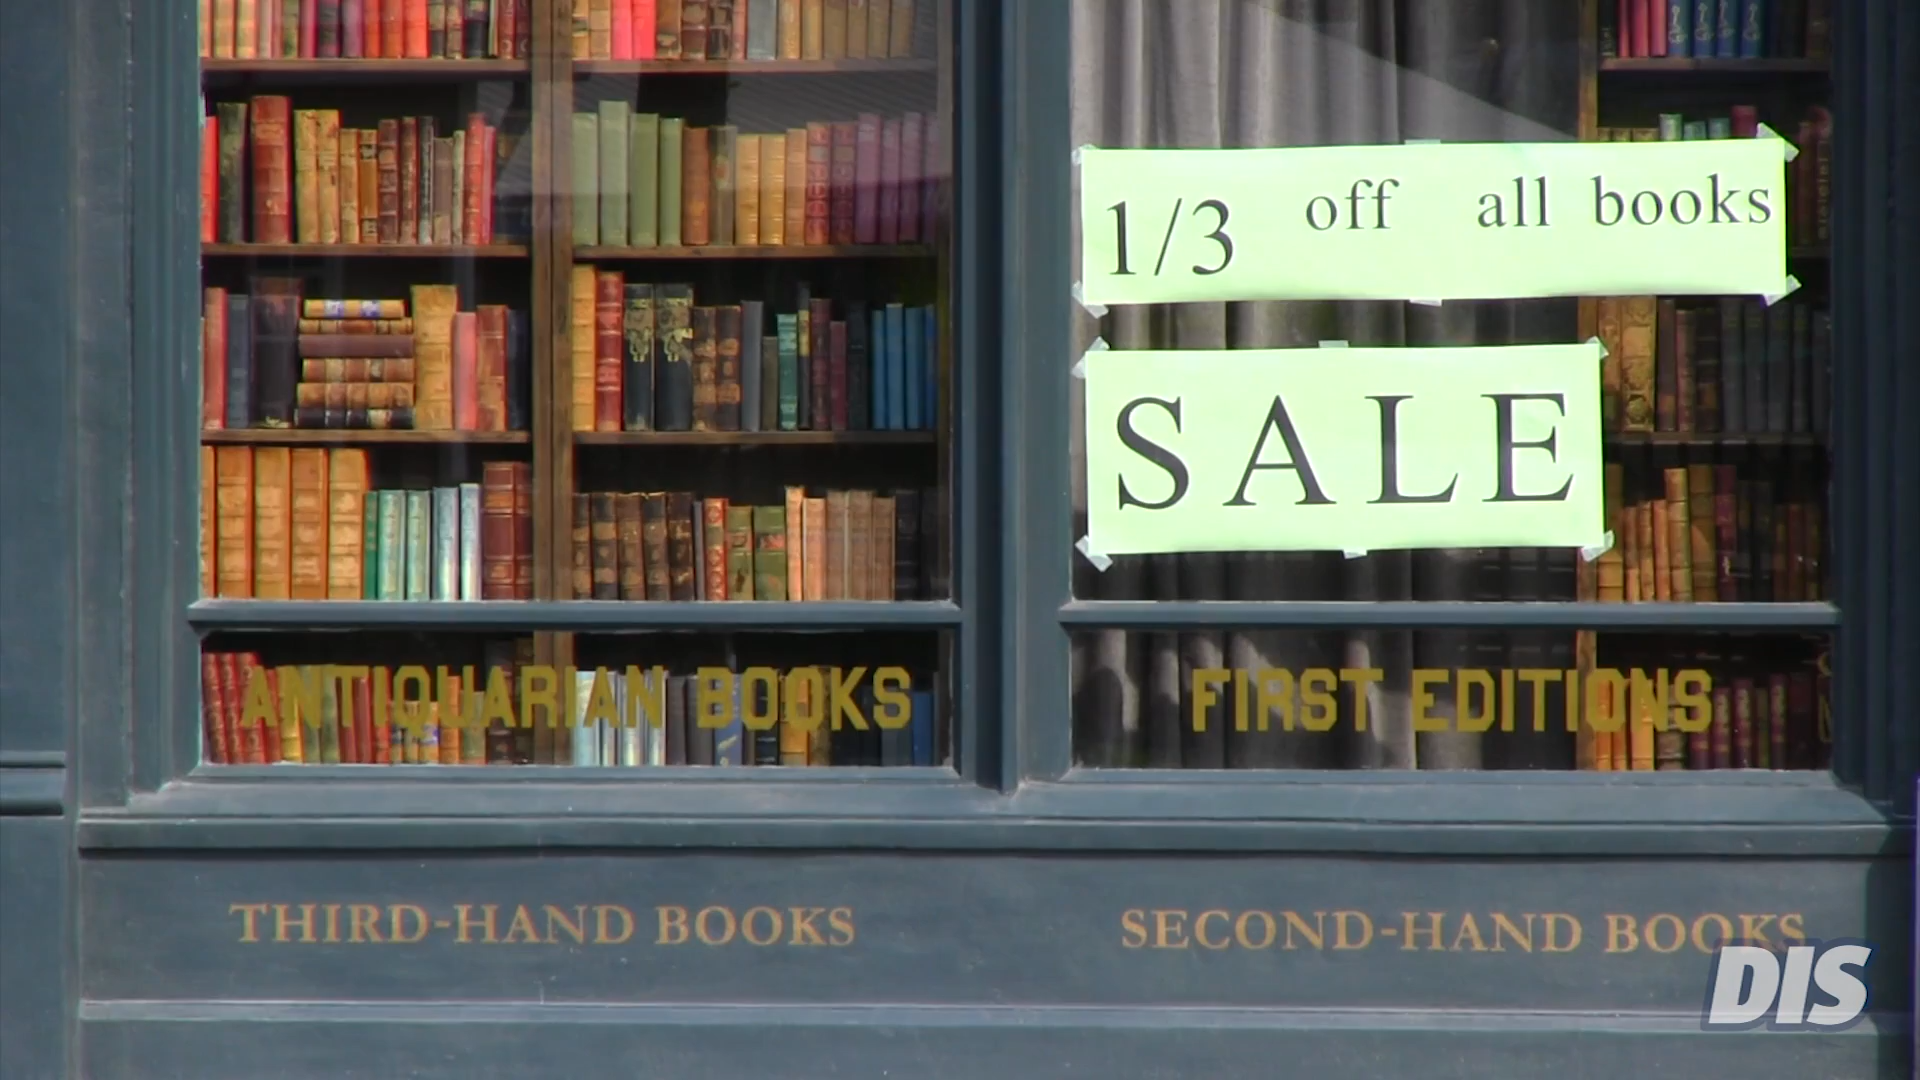 1/3 off all books
SALE
ANTIQUARIAN BOOKS
FIRST EDITIONS
THIRD-HAND BOOKS
SECOND-HAND BOOKS
DIS